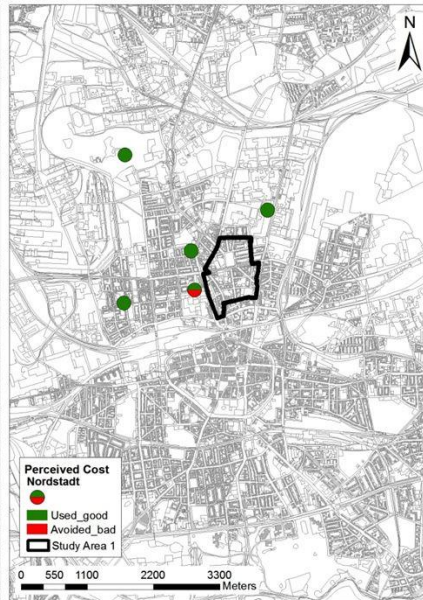 N
Perceived Cost
Nordstadt
Used_good
Avoided_bad
Study Area 1
0 550 1100 2200 3300
Meters